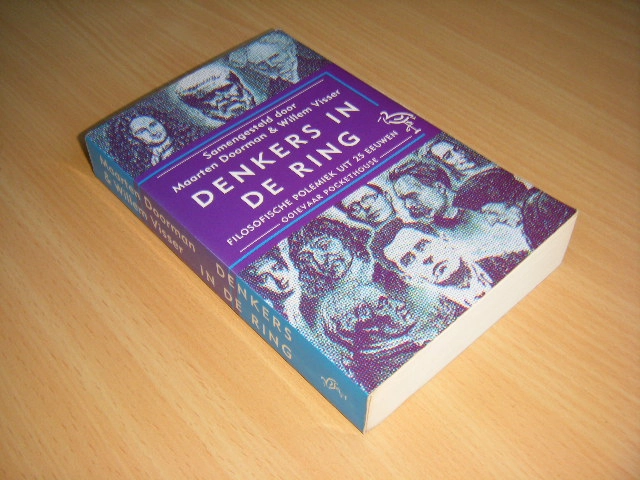 Samengesteld door
Maarten Doorman & Willem Visser
DENKERS IN
DE RING
FILOSOFISCHE POLEMIEK UIT 25 EEUWEN
OOIEVAAR POCKETHOUSE
Maarten Doorman
& Willem Visser
DENKERS
IN DE RING